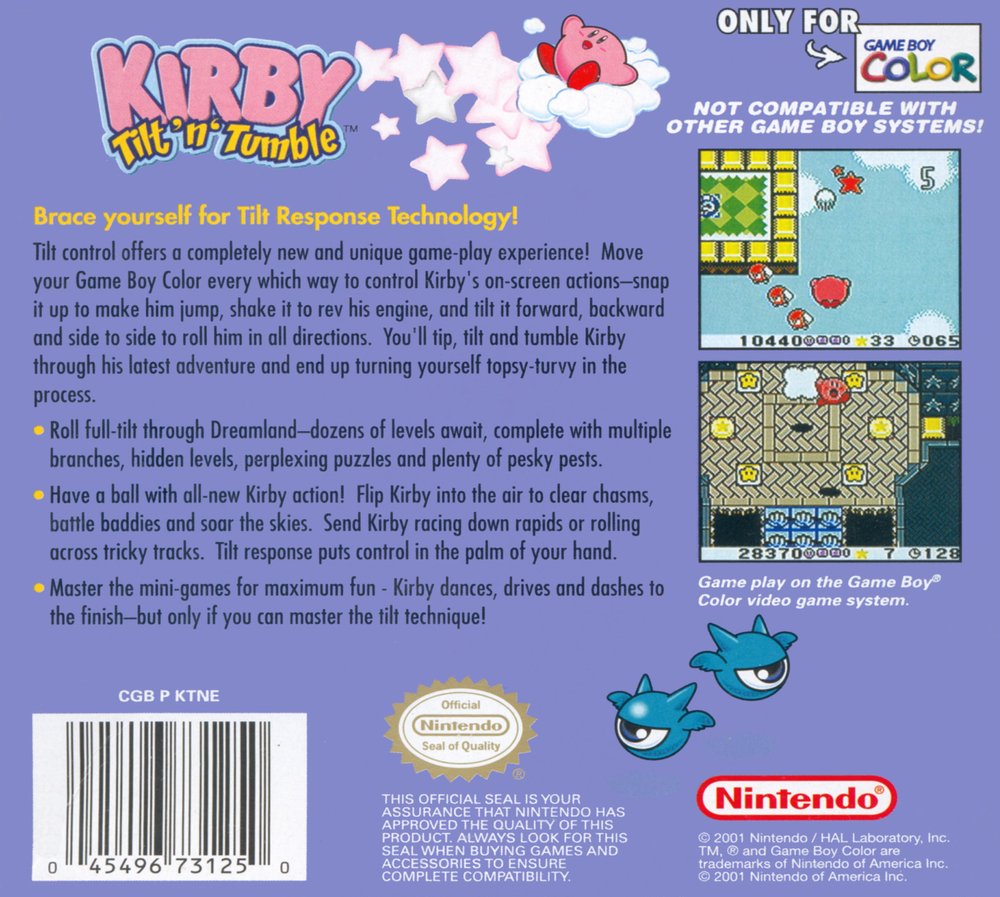 KIRBY
Tilt 'n' Tumble™
ONLY FOR
GAME BOY
COLOR
NOT COMPATIBLE WITH
OTHER GAME BOY SYSTEMS!
Brace yourself for Tilt Response Technology!
Tilt control offers a completely new and unique game-play experience! Move
your Game Boy Color every which way to control Kirby's on-screen actions—snap
it up to make him jump, shake it to rev his engine, and tilt it forward, backward
and side to side to roll him in all directions. You'll tip, tilt and tumble Kirby
through his latest adventure and end up turning yourself topsy-turvy in the
process.
• Roll full-tilt through Dreamland—dozens of levels await, complete with multiple
branches, hidden levels, perplexing puzzles and plenty of pesky pests.
• Have a ball with all-new Kirby action! Flip Kirby into the air to clear chasms,
battle baddies and soar the skies. Send Kirby racing down rapids or rolling
across tricky tracks. Tilt response puts control in the palm of your hand.
• Master the mini-games for maximum fun - Kirby dances, drives and dashes to
the finish—but only if you can master the tilt technique!
5
10440 33 065
28370 7 128
Game play on the Game Boy®
Color video game system.
CGB P KTNE
0 45496 73125 0
Official
Nintendo
Seal of Quality
®
THIS OFFICIAL SEAL IS YOUR
ASSURANCE THAT NINTENDO HAS
APPROVED THE QUALITY OF THIS
PRODUCT. ALWAYS LOOK FOR THIS
SEAL WHEN BUYING GAMES AND
ACCESSORIES TO ENSURE
COMPLETE COMPATIBILITY.
Nintendo®
© 2001 Nintendo / HAL Laboratory, Inc.
TM, ® and Game Boy Color are
trademarks of Nintendo of America Inc.
© 2001 Nintendo of America Inc.